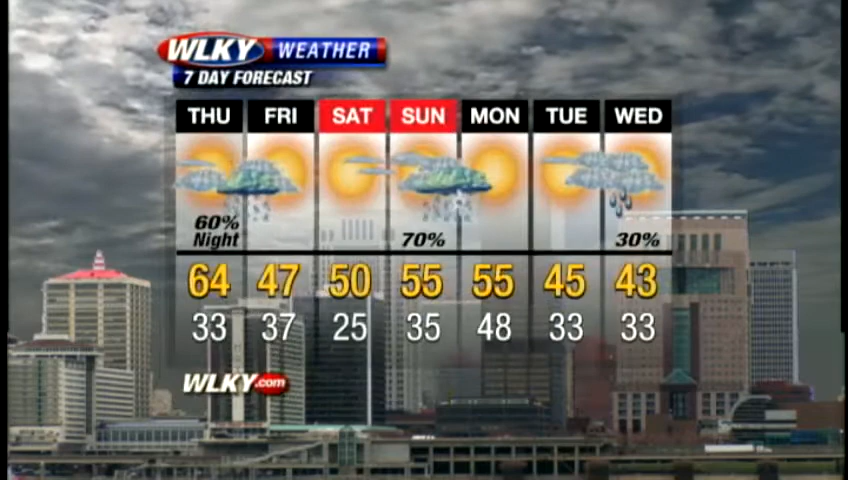 WLKY WEATHER
7 DAY FORECAST
THU FRI SAT SUN MON TUE WED
60% Night 70% 30%
64 47 50 55 55 45 43
33 37 25 35 48 33 33
WLKY.com